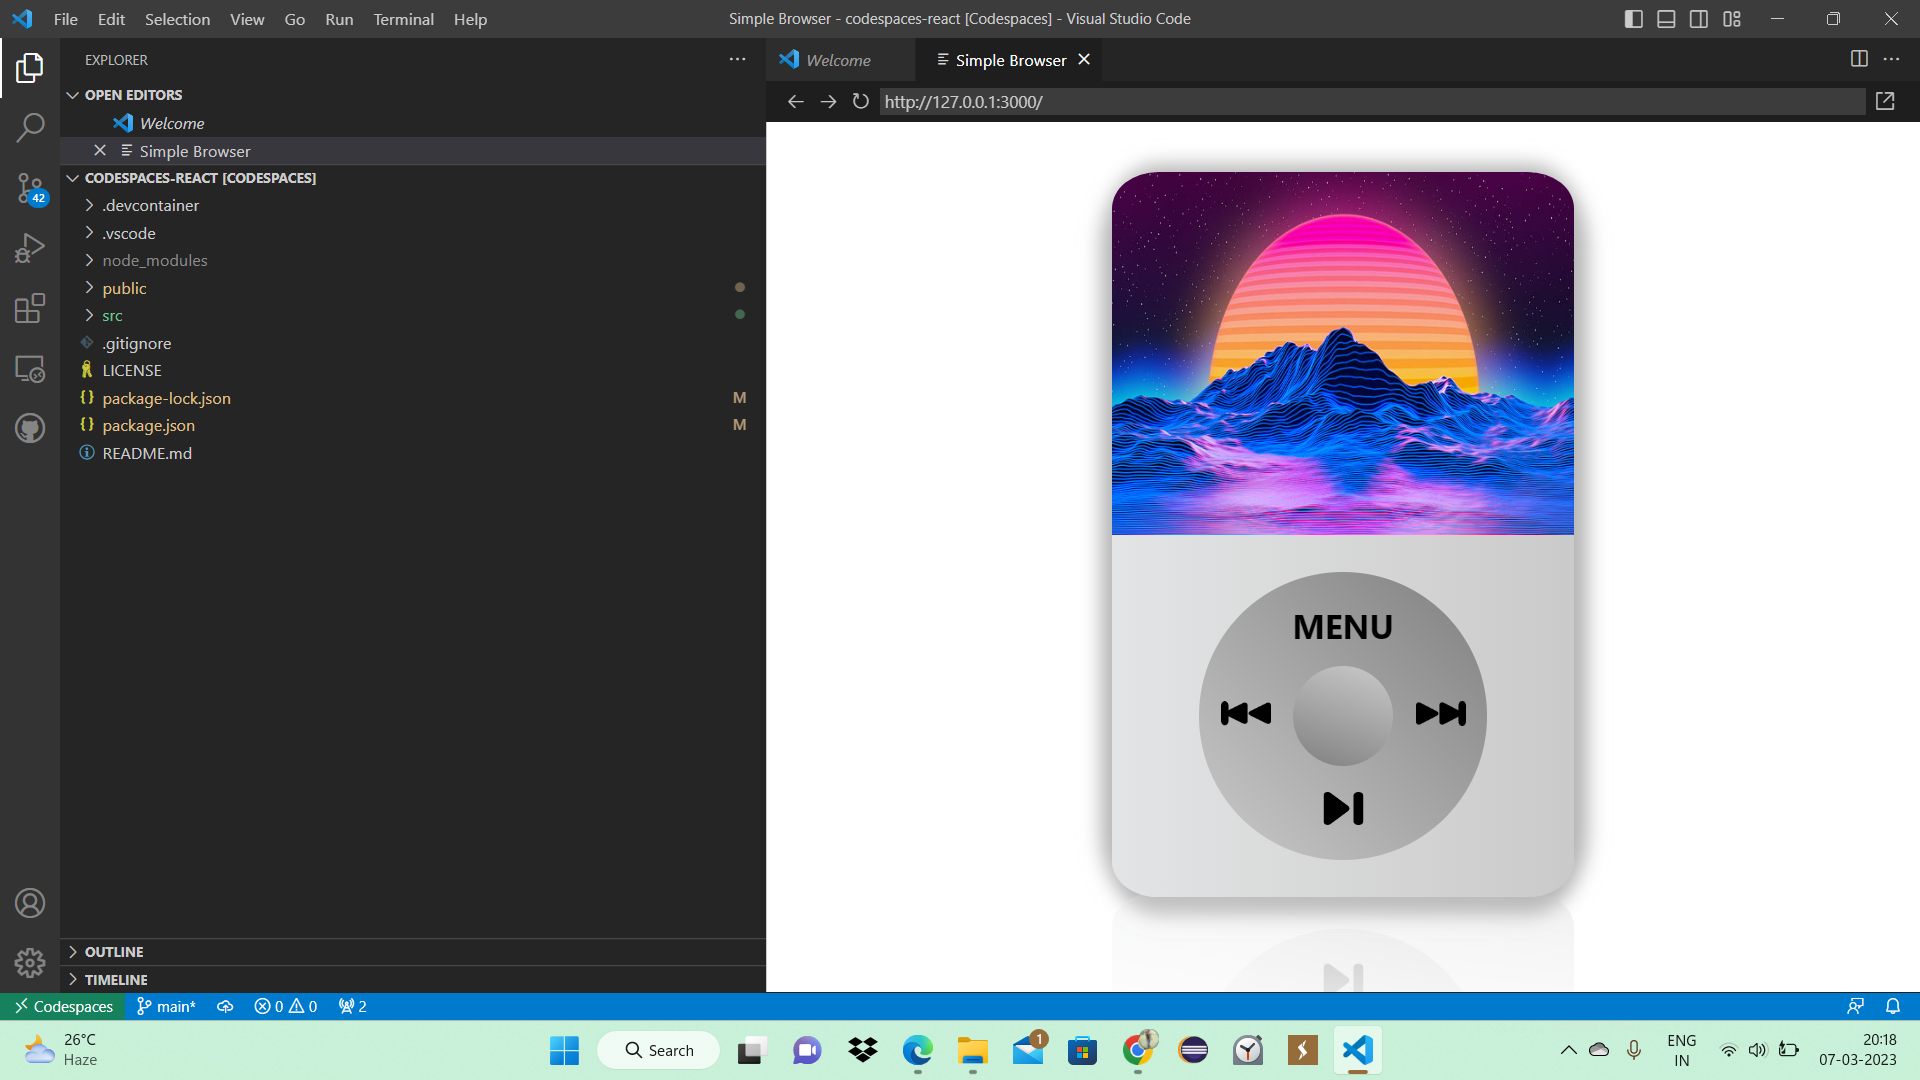 File Edit Selection View Go Run Terminal Help
Simple Browser - codespaces-react [Codespaces] - Visual Studio Code
EXPLORER
OPEN EDITORS
Welcome
Simple Browser
CODESPACES-REACT [CODESPACES]
.devcontainer
.vscode
node_modules
public
src
.gitignore
LICENSE
package-lock.json M
package.json M
README.md
42
OUTLINE
TIMELINE
Welcome Simple Browser
http://127.0.0.1:3000/
MENU
Codespaces main* 0 0 2
26°C
Haze
Search
1
ENG
IN
20:18
07-03-2023